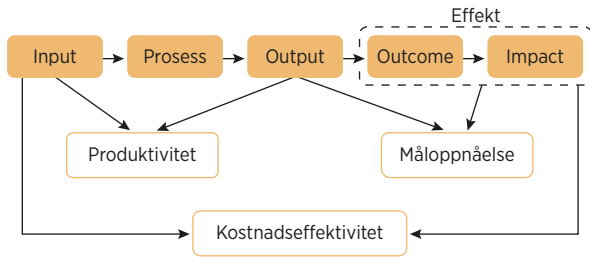 Effekt
Input
Prosess
Output
Outcome
Impact
Produktivitet
Måloppnåelse
Kostnadseffektivitet